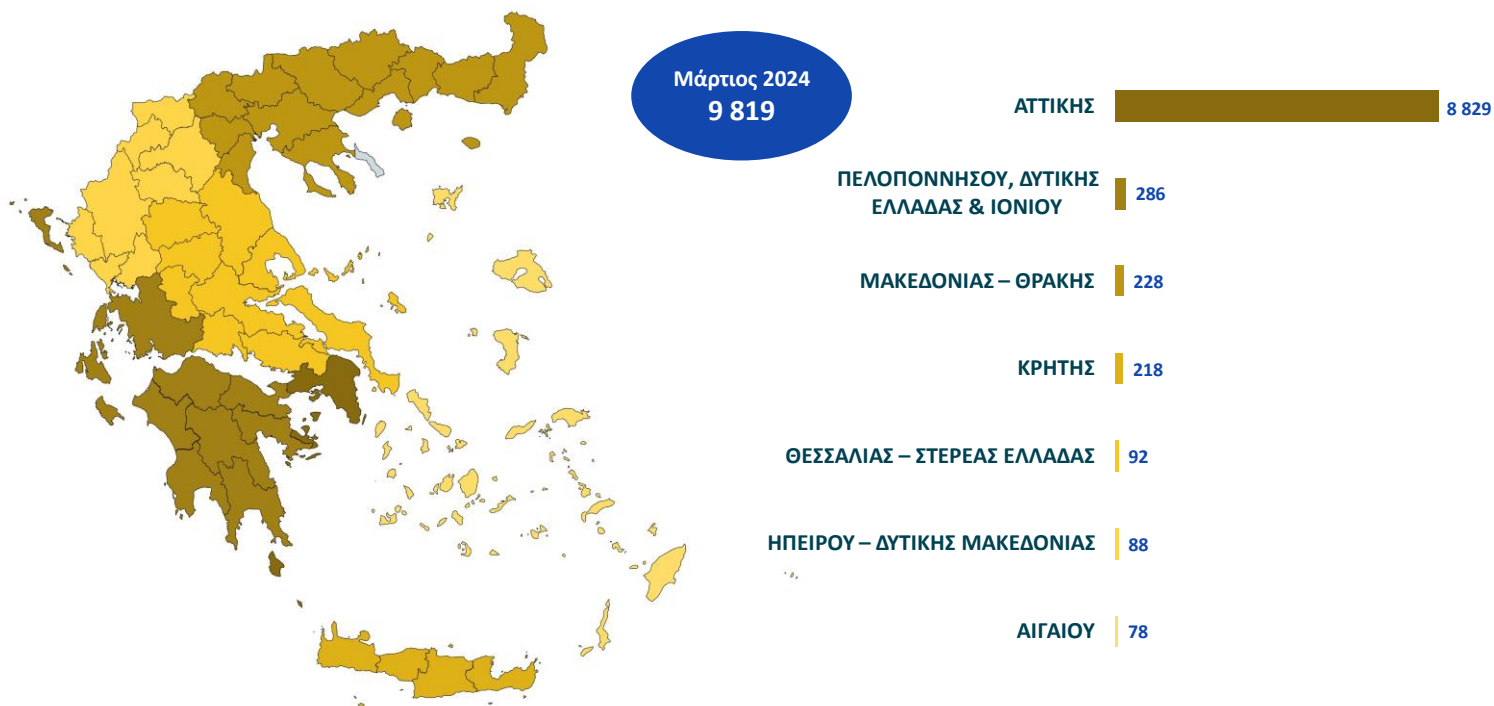 Μάρτιος 2024
9 819
ΑΤΤΙΚΗΣ
8 829
ΠΕΛΟΠΟΝΝΗΣΟΥ, ΔΥΤΙΚΗΣ
ΕΛΛΑΔΑΣ & ΙΟΝΙΟΥ
286
ΜΑΚΕΔΟΝΙΑΣ – ΘΡΑΚΗΣ
228
ΚΡΗΤΗΣ
218
ΘΕΣΣΑΛΙΑΣ – ΣΤΕΡΕΑΣ ΕΛΛΑΔΑΣ
92
ΗΠΕΙΡΟΥ – ΔΥΤΙΚΗΣ ΜΑΚΕΔΟΝΙΑΣ
88
ΑΙΓΑΙΟΥ
78